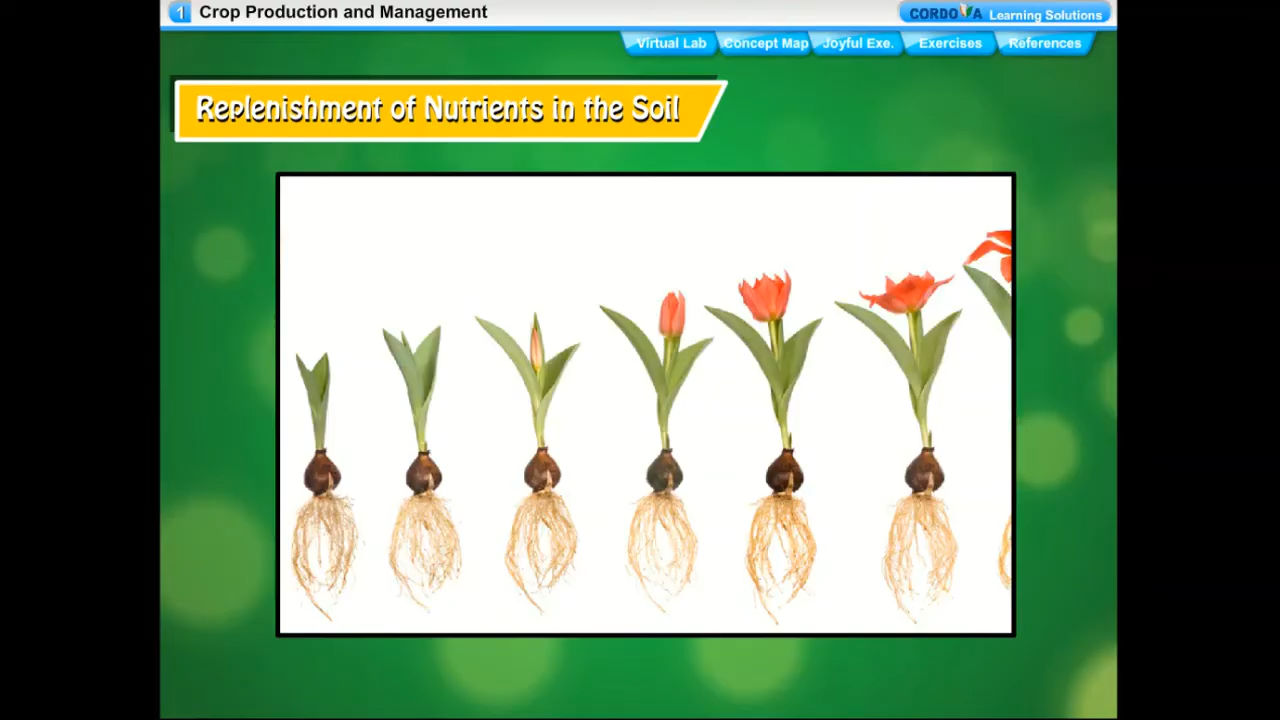 1 Crop Production and Management
CORDOVA Learning Solutions
Virtual Lab
Concept Map
Joyful Exe.
Exercises
References
Replenishment of Nutrients in the Soil